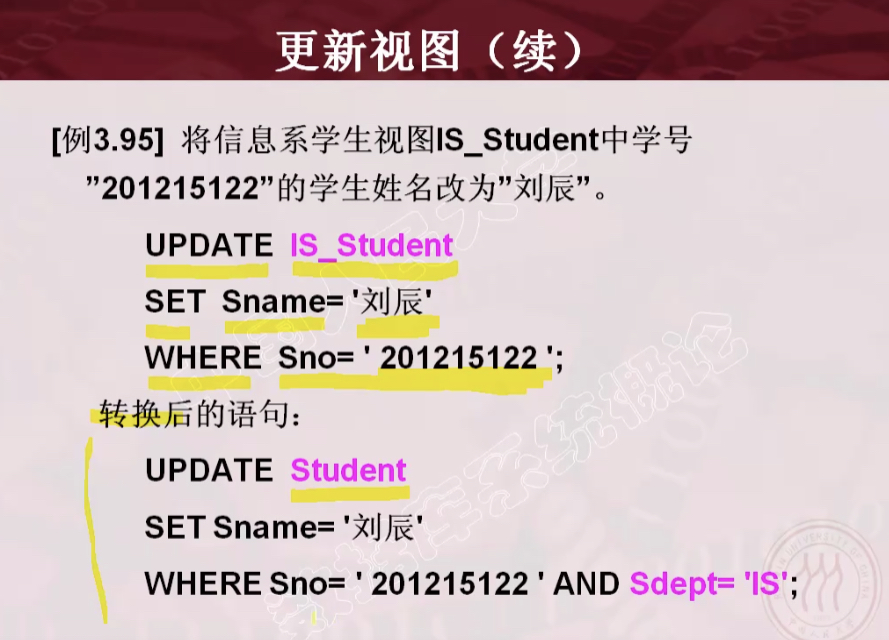 更新视图（续）
[例3.95] 将信息系学生视图IS_Student中学号
”201215122”的学生姓名改为”刘辰”。
UPDATE IS_Student
SET Sname= '刘辰'
WHERE Sno= ' 201215122 ';
转换后的语句：
UPDATE Student
SET Sname= '刘辰'
WHERE Sno= ' 201215122 ' AND Sdept= 'IS';